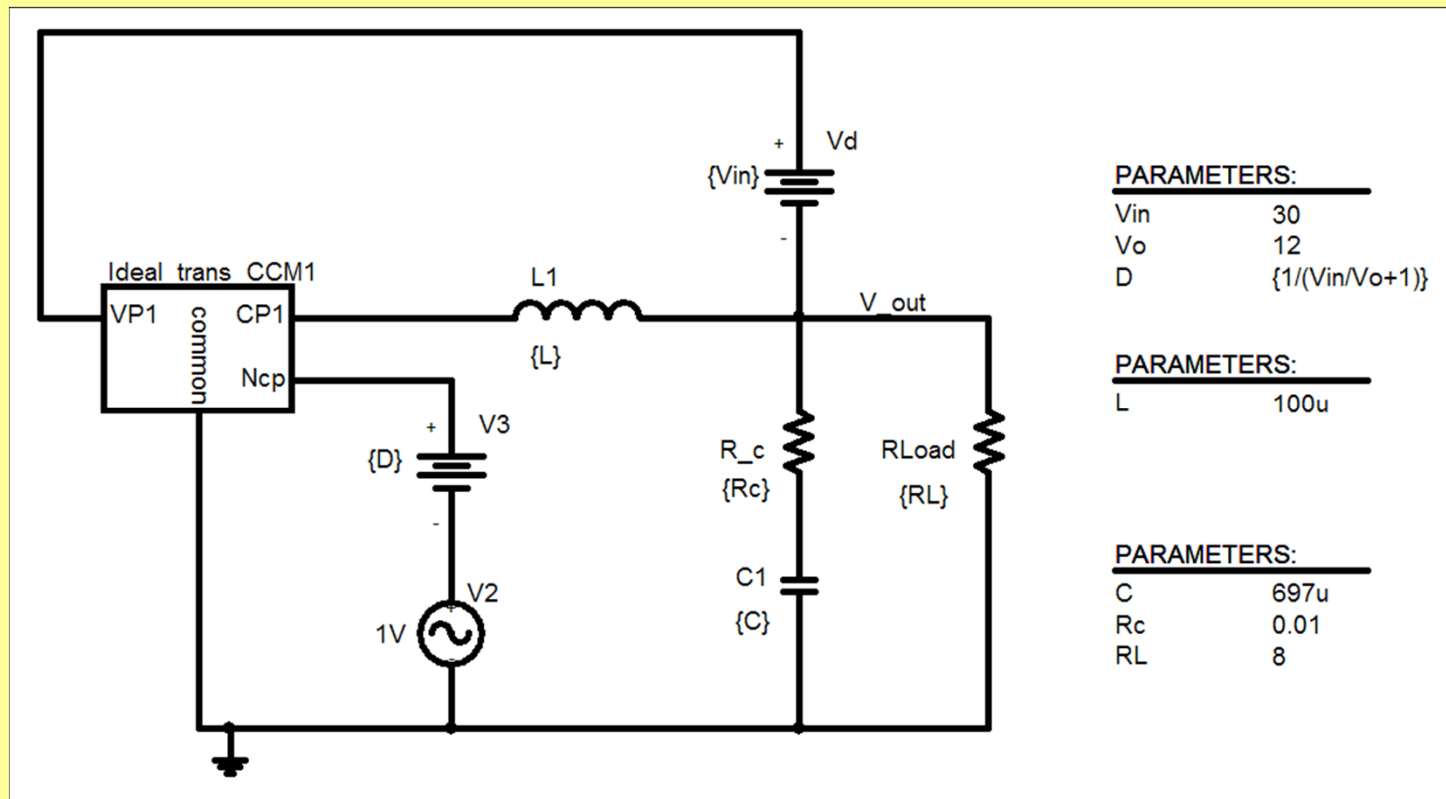 Vd
+
{Vin}
-
Ideal_trans_CCM1
VP1
common
CP1
Ncp
L1
{L}
V_out
+
V3
{D}
-
V2
1V
+
-
R_c
{Rc}
C1
{C}
RLoad
{RL}
PARAMETERS:
Vin 30
Vo 12
D {1/(Vin/Vo+1)}
PARAMETERS:
L 100u
PARAMETERS:
C 697u
Rc 0.01
RL 8